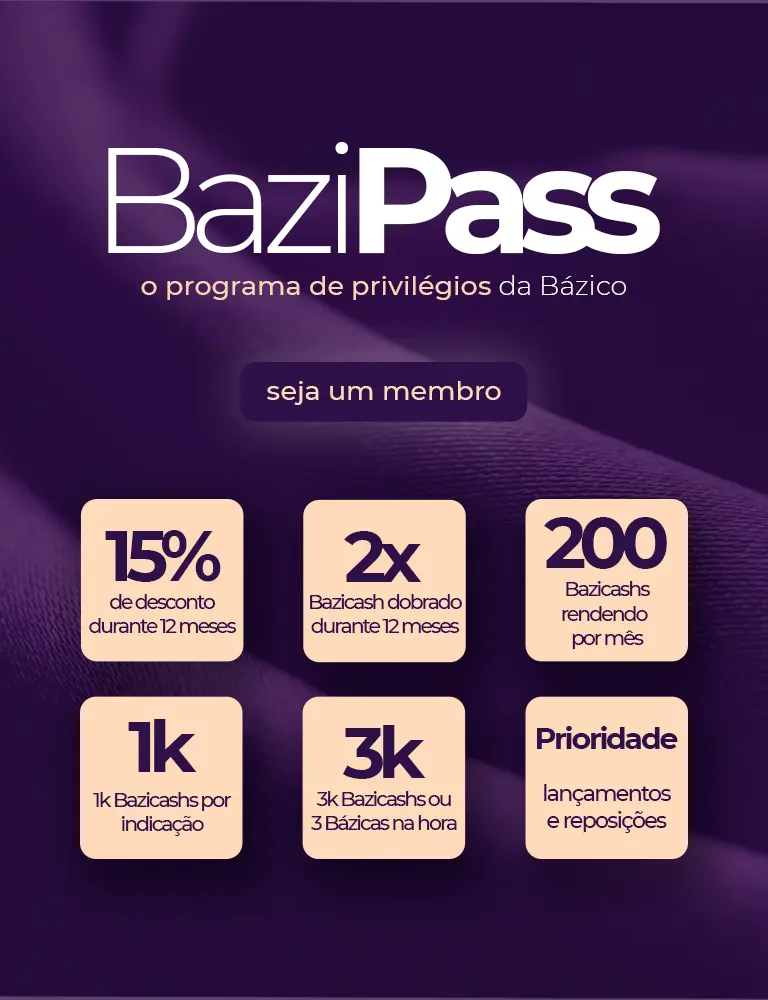 BaziPass
o programa de privilégios da Bázico
seja um membro
15%
de desconto
durante 12 meses
2x
Bazicash dobrado
durante 12 meses
200
Bazicashs
rendendo
por mês
1k
1k Bazicashs por
indicação
3k
3k Bazicashs ou
3 Bázicas na hora
Prioridade
lançamentos
e reposições